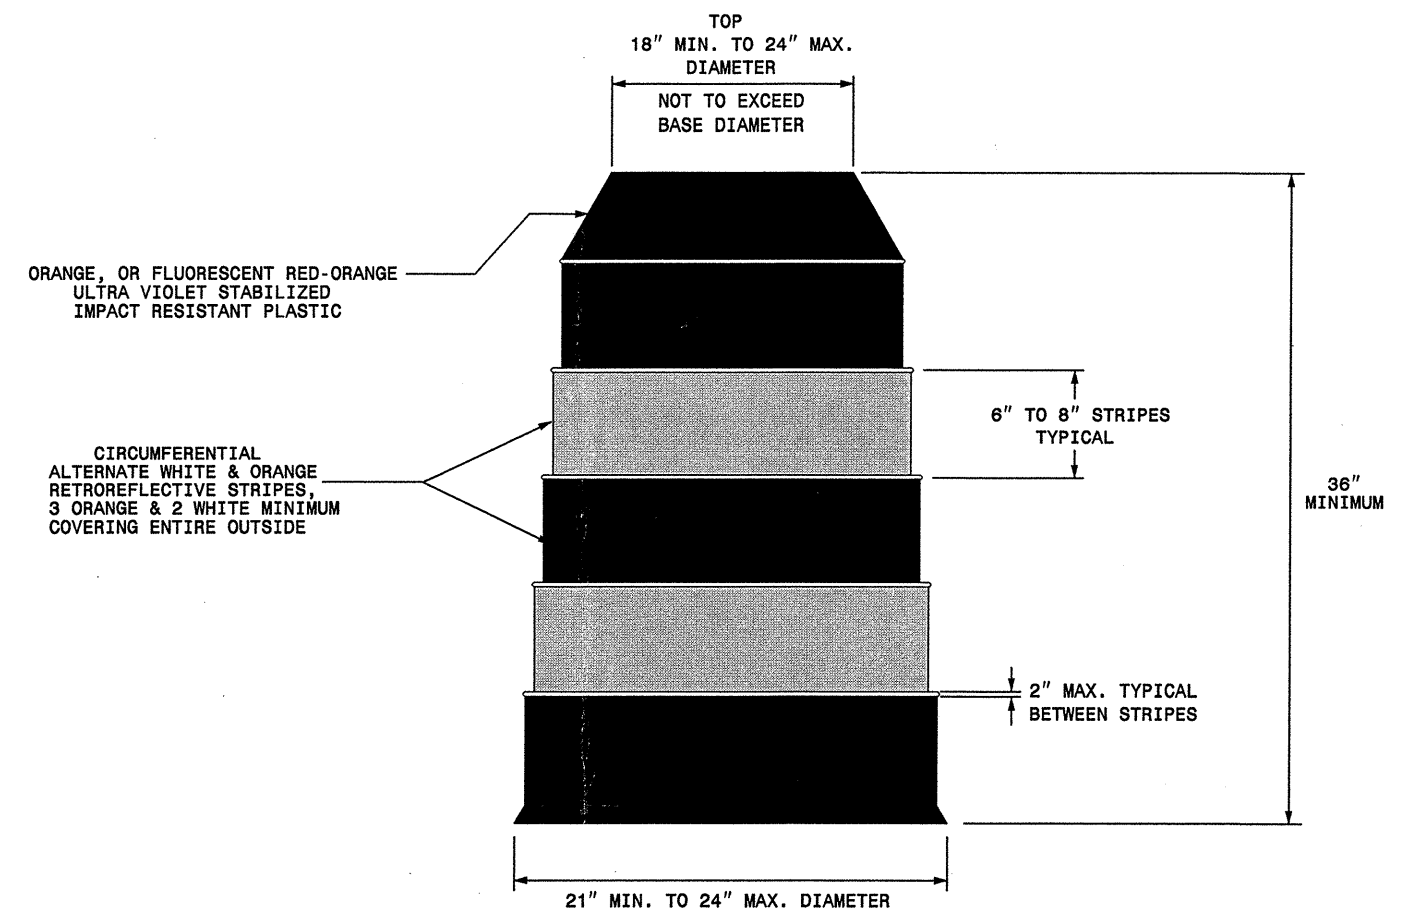 TOP
18" MIN. TO 24" MAX.
DIAMETER
NOT TO EXCEED
BASE DIAMETER
ORANGE, OR FLUORESCENT RED-ORANGE
ULTRA VIOLET STABILIZED
IMPACT RESISTANT PLASTIC
6" TO 8" STRIPES
TYPICAL
CIRCUMFERENTIAL
ALTERNATE WHITE & ORANGE
RETROREFLECTIVE STRIPES,
3 ORANGE & 2 WHITE MINIMUM
COVERING ENTIRE OUTSIDE
36"
MINIMUM
2" MAX. TYPICAL
BETWEEN STRIPES
21" MIN. TO 24" MAX. DIAMETER